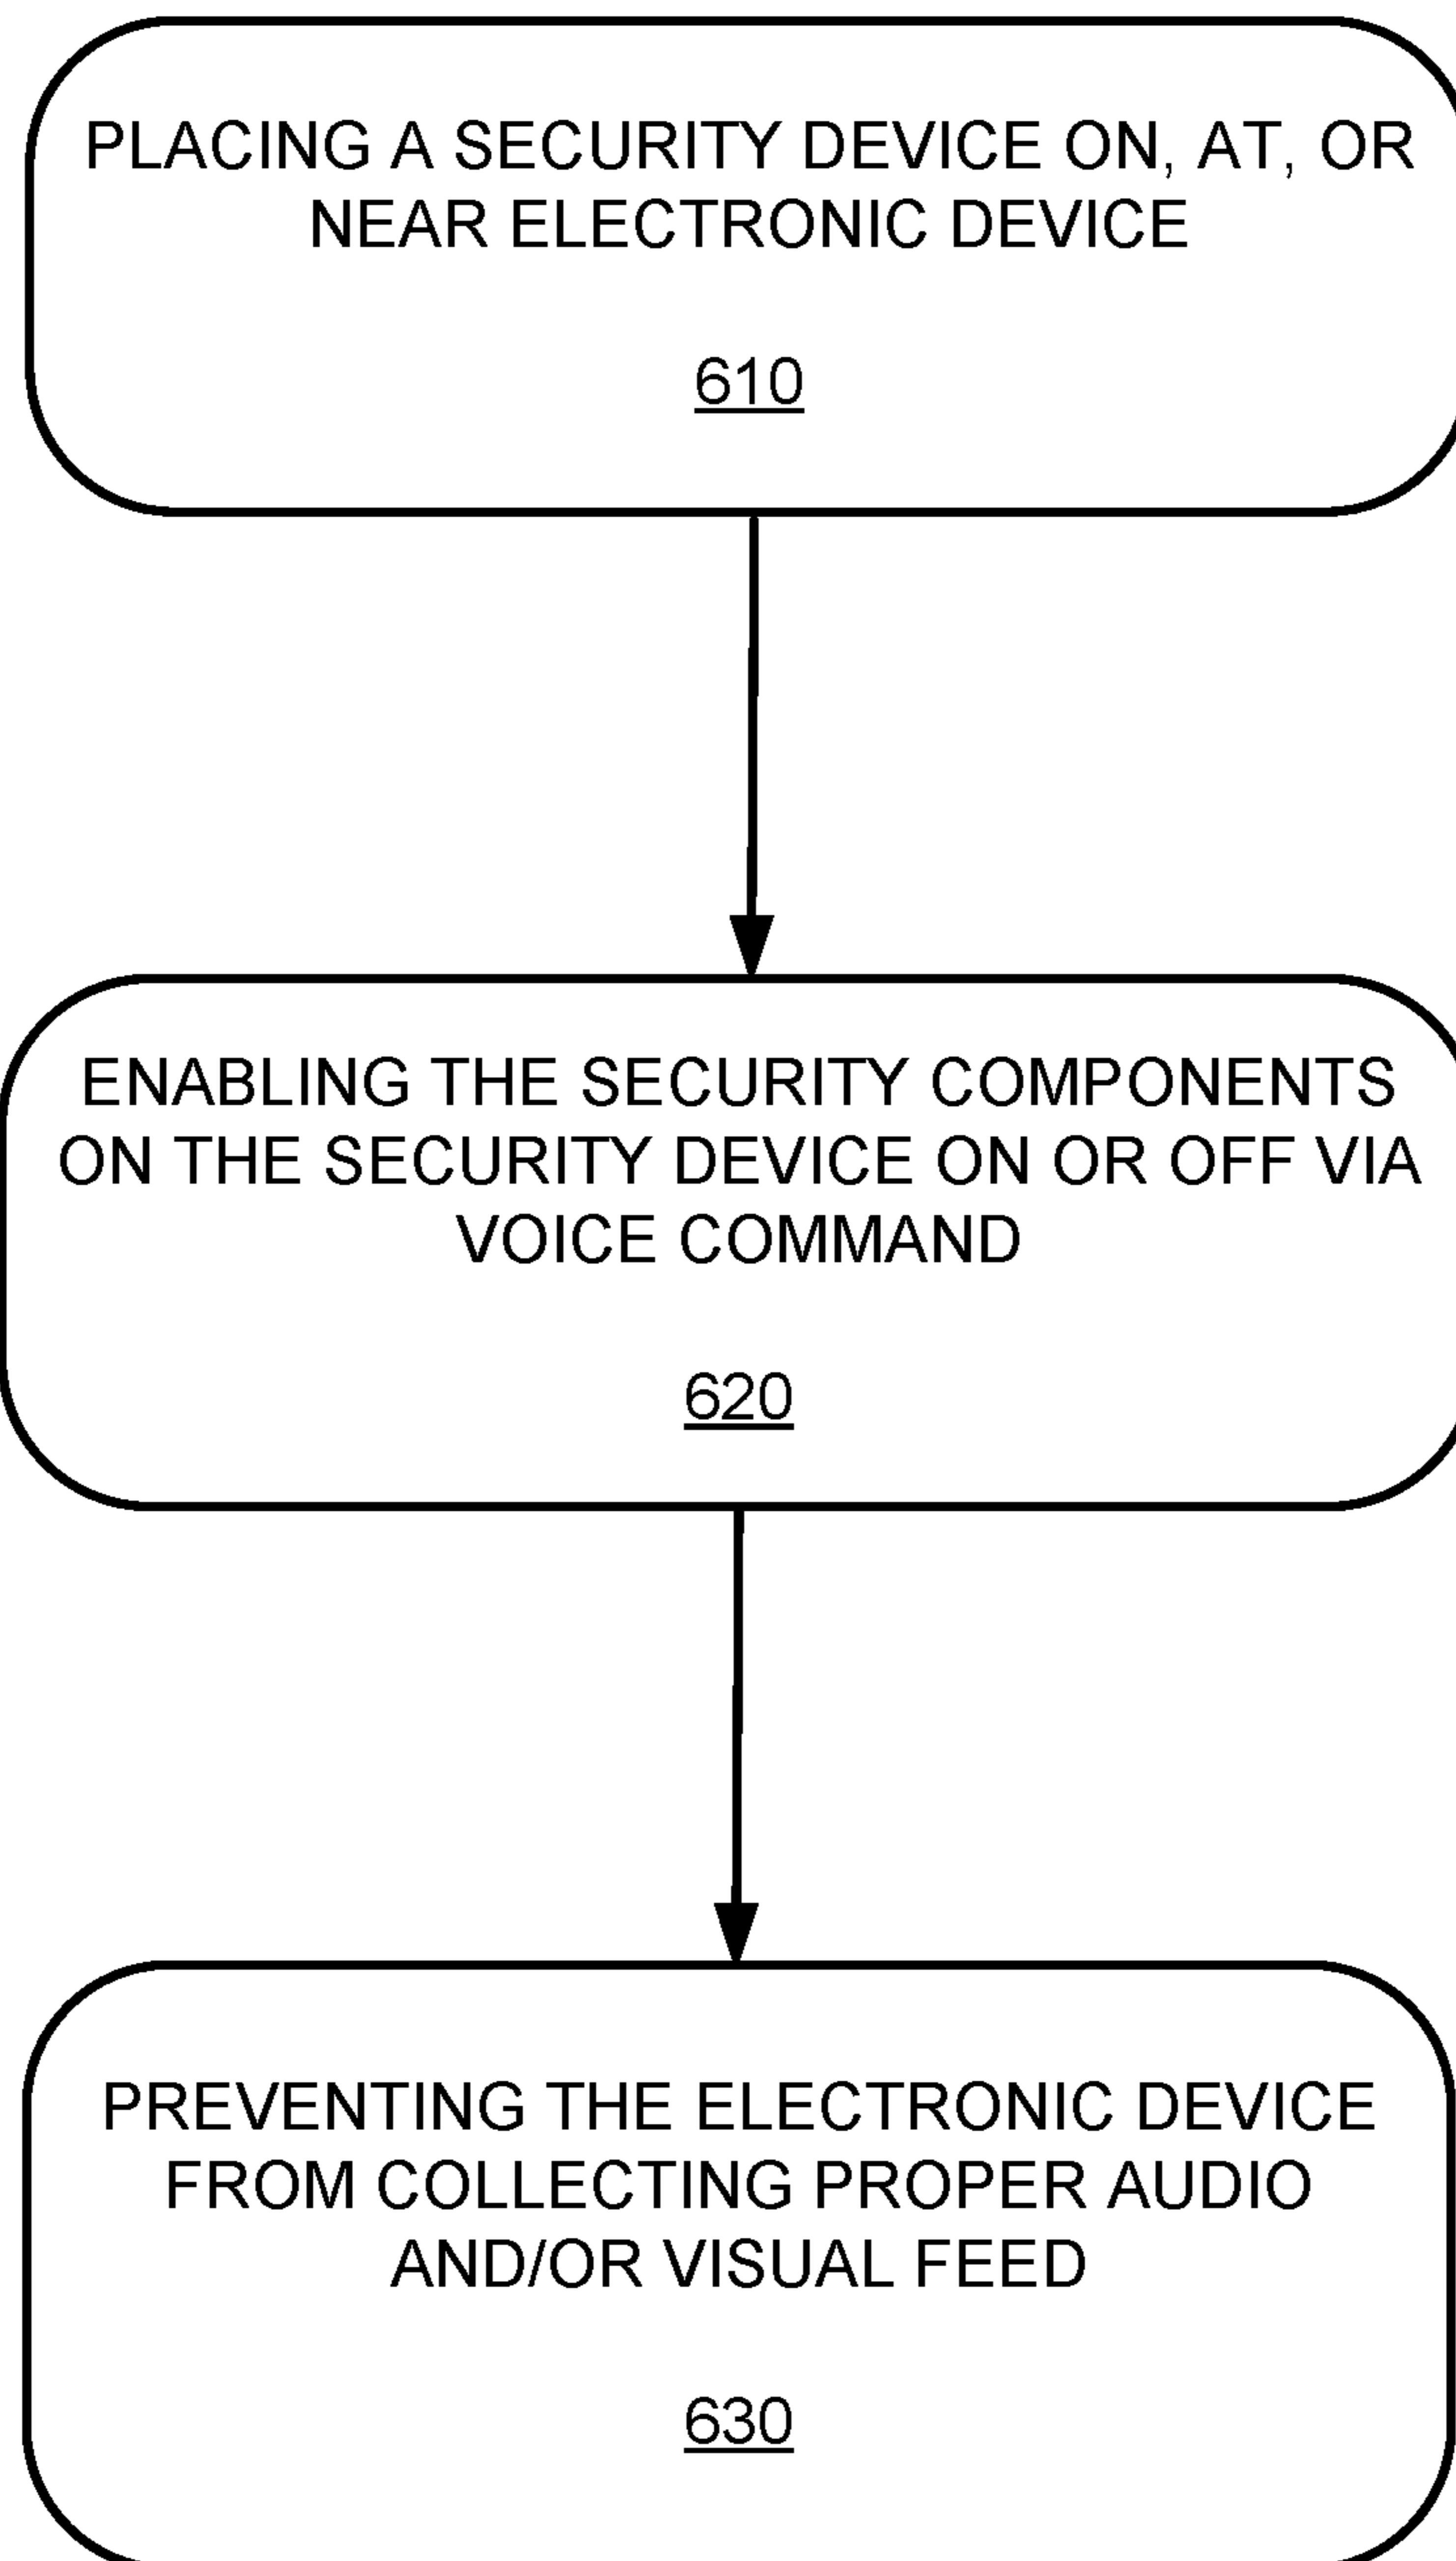 PLACING A SECURITY DEVICE ON, AT, OR
NEAR ELECTRONIC DEVICE
610
ENABLING THE SECURITY COMPONENTS
ON THE SECURITY DEVICE ON OR OFF VIA
VOICE COMMAND
620
PREVENTING THE ELECTRONIC DEVICE
FROM COLLECTING PROPER AUDIO
AND/OR VISUAL FEED
630